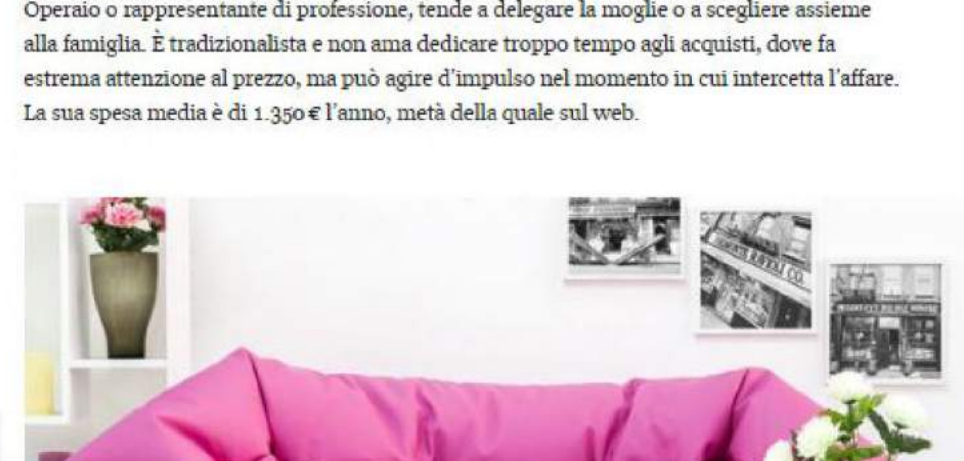 Operaio o rappresentante di professione, tende a delegare la moglie o a scegliere assieme
alla famiglia. È tradizionalista e non ama dedicare troppo tempo agli acquisti, dove fa
estrema attenzione al prezzo, ma può agire d'impulso nel momento in cui intercetta l'affare.
La sua spesa media è di 1.350 € l'anno, metà della quale sul web.
RAVIOLI CO.